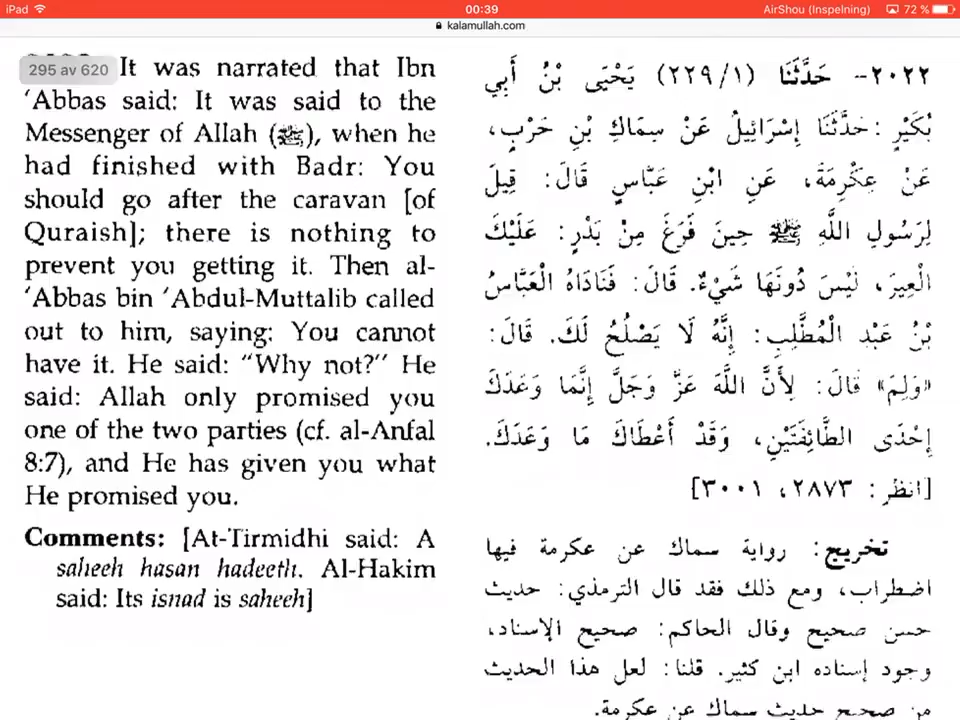 iPad 00:39 AirShou (Inspelning) 72 %
kalamullah.com
295 av 620
It was narrated that Ibn
‘Abbas said: It was said to the
Messenger of Allah (ﷺ), when he
had finished with Badr: You
should go after the caravan [of
Quraish]; there is nothing to
prevent you getting it. Then al-
‘Abbas bin ‘Abdul-Muttalib called
out to him, saying: You cannot
have it. He said: “Why not?” He
said: Allah only promised you
one of the two parties (cf. al-Anfal
8:7), and He has given you what
He promised you.
Comments: [At-Tirmidhi said: A
saheeh hasan hadeeth. Al-Hakim
said: Its isnad is saheeh]
٢٠٢٢- حَدَّثَنَا (٢٢٩/١) يَحْيَى بْنُ أَبِي
بُكَيْرٍ: حَدَّثَنَا إِسْرَائِيلُ عَنْ سِمَاكِ بْنِ حَرْبٍ،
عَنْ عِكْرِمَةَ، عَنِ ابْنِ عَبَّاسٍ قَالَ: قِيلَ
لِرَسُولِ اللَّهِ ﷺ حِينَ فَرَغَ مِنْ بَدْرٍ: عَلَيْكَ
الْعِيرَ، لَيْسَ دُونَهَا شَيْءٌ. قَالَ: فَنَادَاهُ الْعَبَّاسُ
بْنُ عَبْدِ الْمُطَّلِبِ: إِنَّهُ لَا يَصْلُحُ لَكَ. قَالَ:
«وَلِمَ» قَالَ: لِأَنَّ اللَّهَ عَزَّ وَجَلَّ إِنَّمَا وَعَدَكَ
إِحْدَى الطَّائِفَتَيْنِ، وَقَدْ أَعْطَاكَ مَا وَعَدَكَ.
[انظر: ٢٨٧٣، ٣٠٠١]
تخريج: رواية سماك عن عكرمة فيها
اضطراب، ومع ذلك فقد قال الترمذي: حديث
حسن صحيح وقال الحاكم: صحيح الإسناد،
وجود إسناده ابن كثير. قلنا: لعل هذا الحديث
من صحيح حديث سماك عن عكرمة.